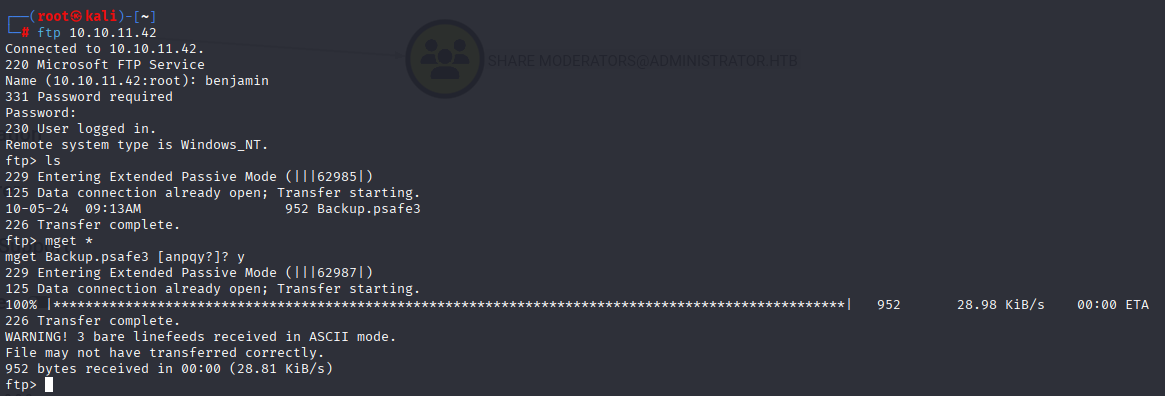 ┌──(root㉿kali)-[~]
└─# ftp 10.10.11.42
Connected to 10.10.11.42.
220 Microsoft FTP Service
SHARE MODERATORS@ADMINISTRATOR.HTB
Name (10.10.11.42:root): benjamin
331 Password required
Password:
230 User logged in.
Remote system type is Windows_NT.
ftp> ls
229 Entering Extended Passive Mode (|||62985|)
125 Data connection already open; Transfer starting.
10-05-24  09:13AM                  952 Backup.psafe3
226 Transfer complete.
ftp> mget *
mget Backup.psafe3 [anpqy?]? y
229 Entering Extended Passive Mode (|||62987|)
125 Data connection already open; Transfer starting.
100% |***************************************************************************************************|   952       28.98 KiB/s    00:00 ETA
226 Transfer complete.
WARNING! 3 bare linefeeds received in ASCII mode.
File may not have transferred correctly.
952 bytes received in 00:00 (28.81 KiB/s)
ftp>